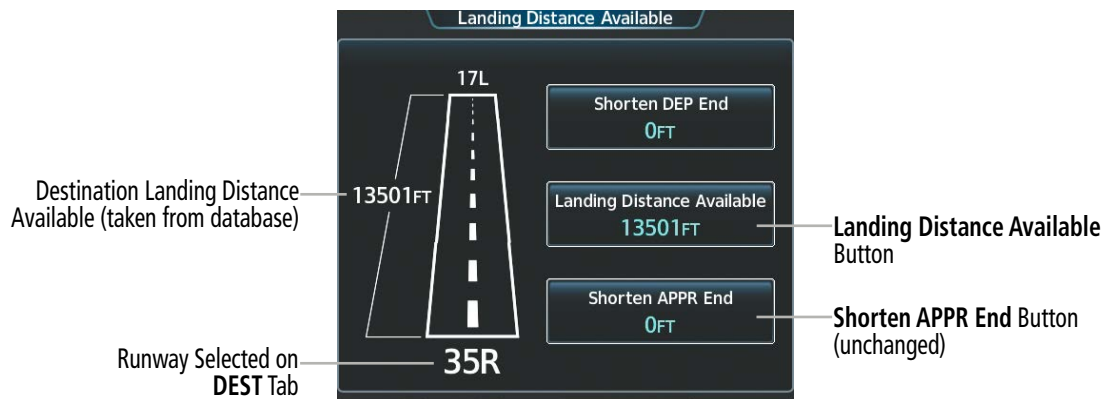 Landing Distance Available
17L
Shorten DEP End
0FT
Destination Landing Distance
Available (taken from database)
13501FT
Landing Distance Available
13501FT
Landing Distance Available
Button
Shorten APPR End
0FT
Shorten APPR End Button
(unchanged)
Runway Selected on
DEST Tab
35R